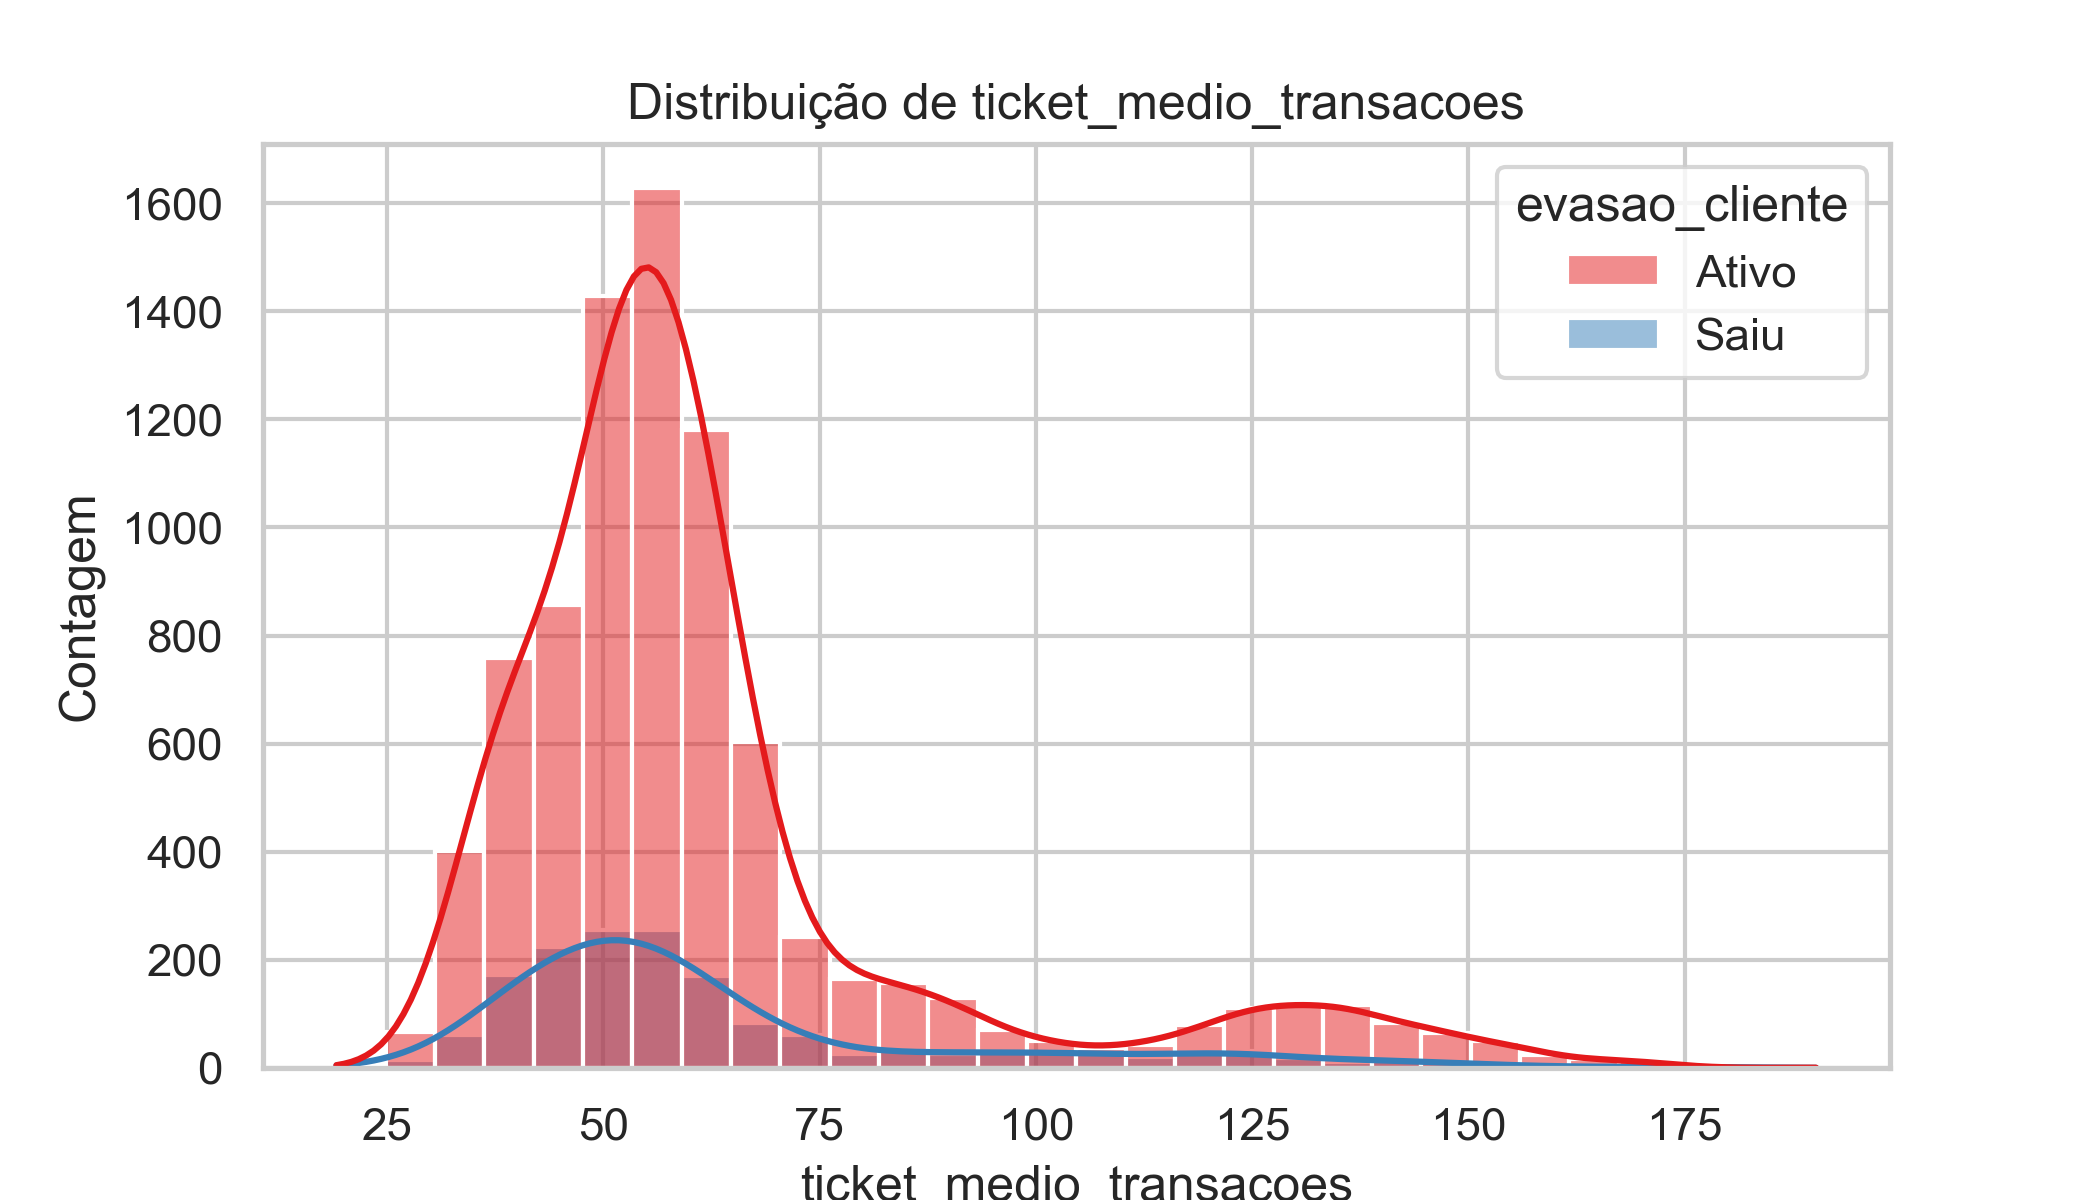 Distribuição de ticket_medio_transacoes
evasao_cliente
Ativo
Saiu
Contagem
1600
1400
1200
1000
800
600
400
200
0
25 50 75 100 125 150 175
ticket_medio_transacoes